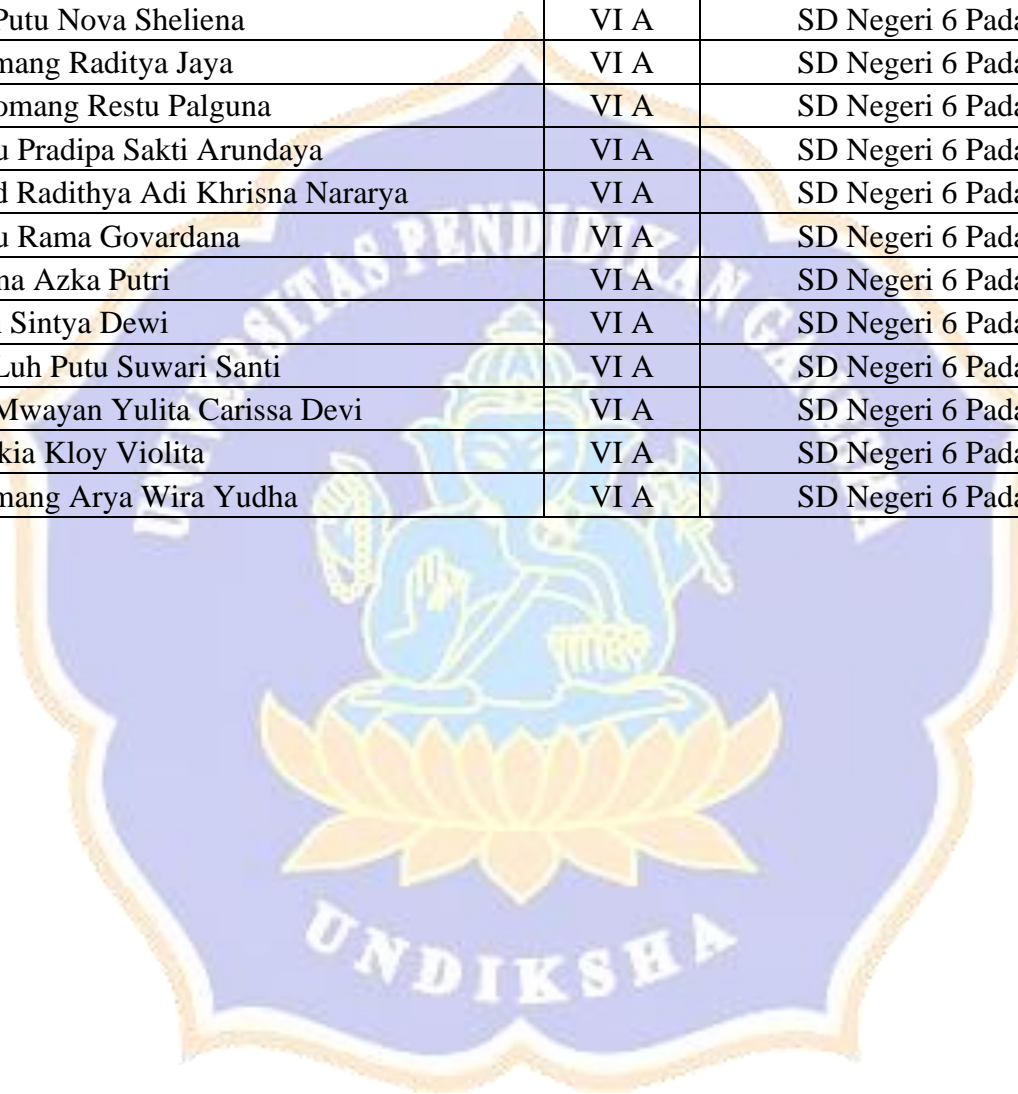 Putu Nova Sheliena VI A SD Negeri 6 Pada
mang Raditya Jaya VI A SD Negeri 6 Pada
omang Restu Palguna VI A SD Negeri 6 Pada
u Pradipa Sakti Arundaya VI A SD Negeri 6 Pada
d Radithya Adi Khrisna Nararya VI A SD Negeri 6 Pada
u Rama Govardana VI A SD Negeri 6 Pada
na Azka Putri VI A SD Negeri 6 Pada
Sintya Dewi VI A SD Negeri 6 Pada
Luh Putu Suwari Santi VI A SD Negeri 6 Pada
Mwayan Yulita Carissa Devi VI A SD Negeri 6 Pada
kia Kloy Violita VI A SD Negeri 6 Pada
mang Arya Wira Yudha VI A SD Negeri 6 Pada
UNIVERSITAS PENDIDIKAN GANESHA
UNDIKSHA